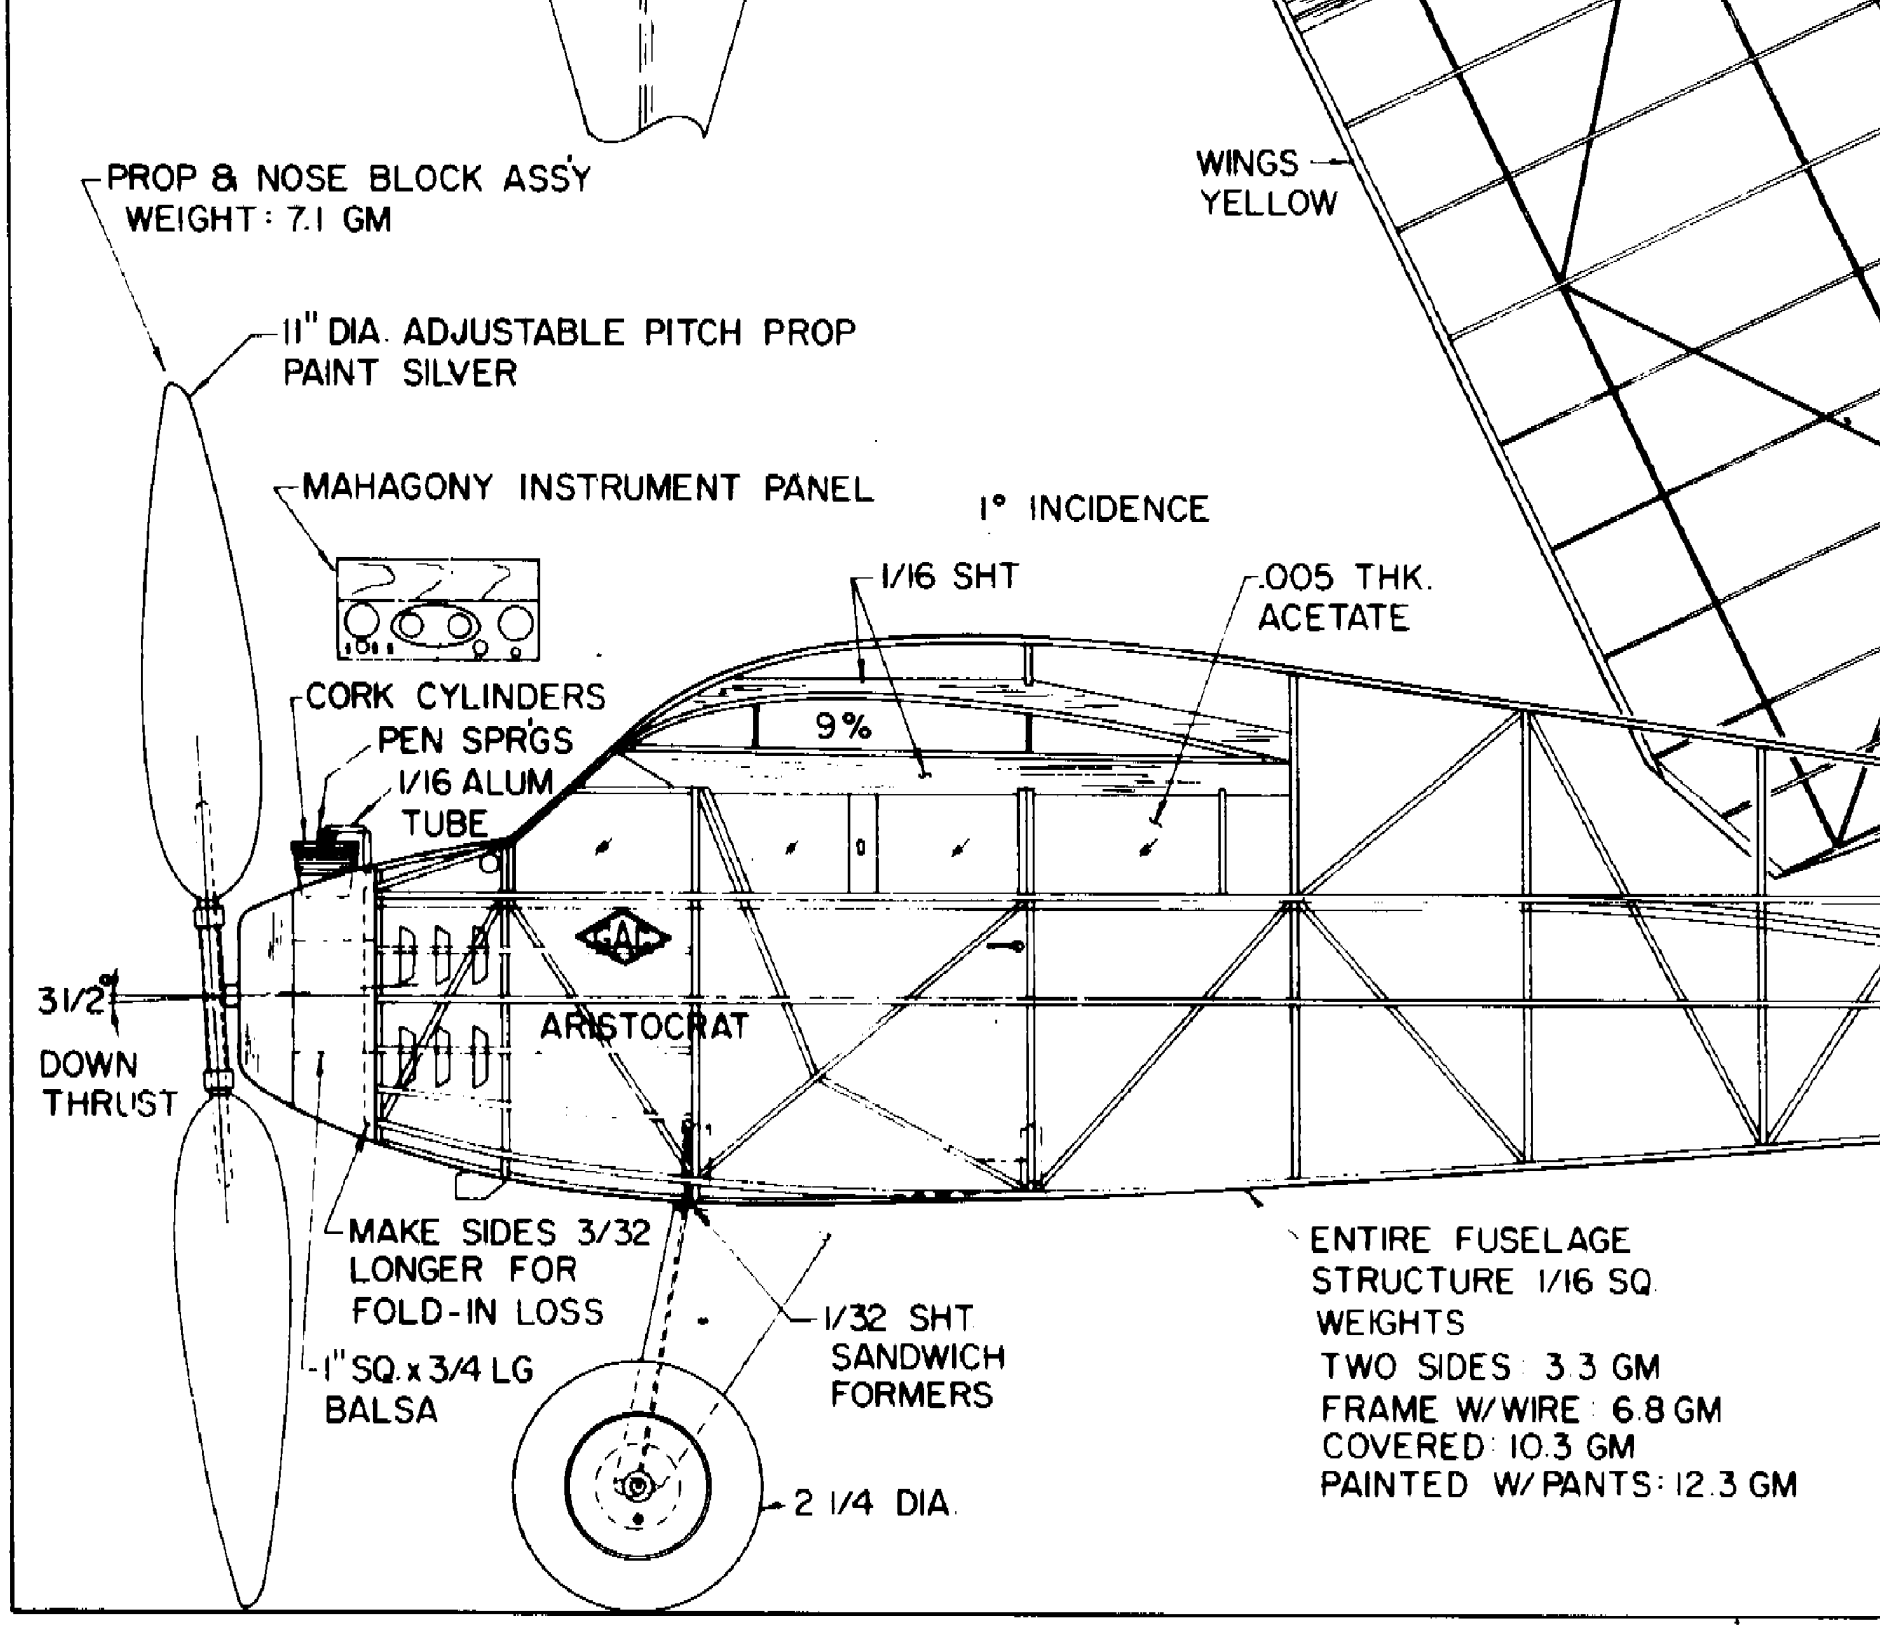 PROP & NOSE BLOCK ASS'Y
WEIGHT: 7.1 GM
WINGS
YELLOW
11" DIA. ADJUSTABLE PITCH PROP
PAINT SILVER
MAHAGONY INSTRUMENT PANEL
1° INCIDENCE
1/16 SHT
.005 THK.
ACETATE
CORK CYLINDERS
PEN SPR'GS
1/16 ALUM
TUBE
9%
GAC
ARISTOCRAT
3 1/2°
DOWN
THRUST
MAKE SIDES 3/32
LONGER FOR
FOLD-IN LOSS
1" SQ. x 3/4 LG
BALSA
1/32 SHT
SANDWICH
FORMERS
2 1/4 DIA.
ENTIRE FUSELAGE
STRUCTURE 1/16 SQ.
WEIGHTS
TWO SIDES: 3.3 GM
FRAME W/WIRE: 6.8 GM
COVERED: 10.3 GM
PAINTED W/PANTS: 12.3 GM